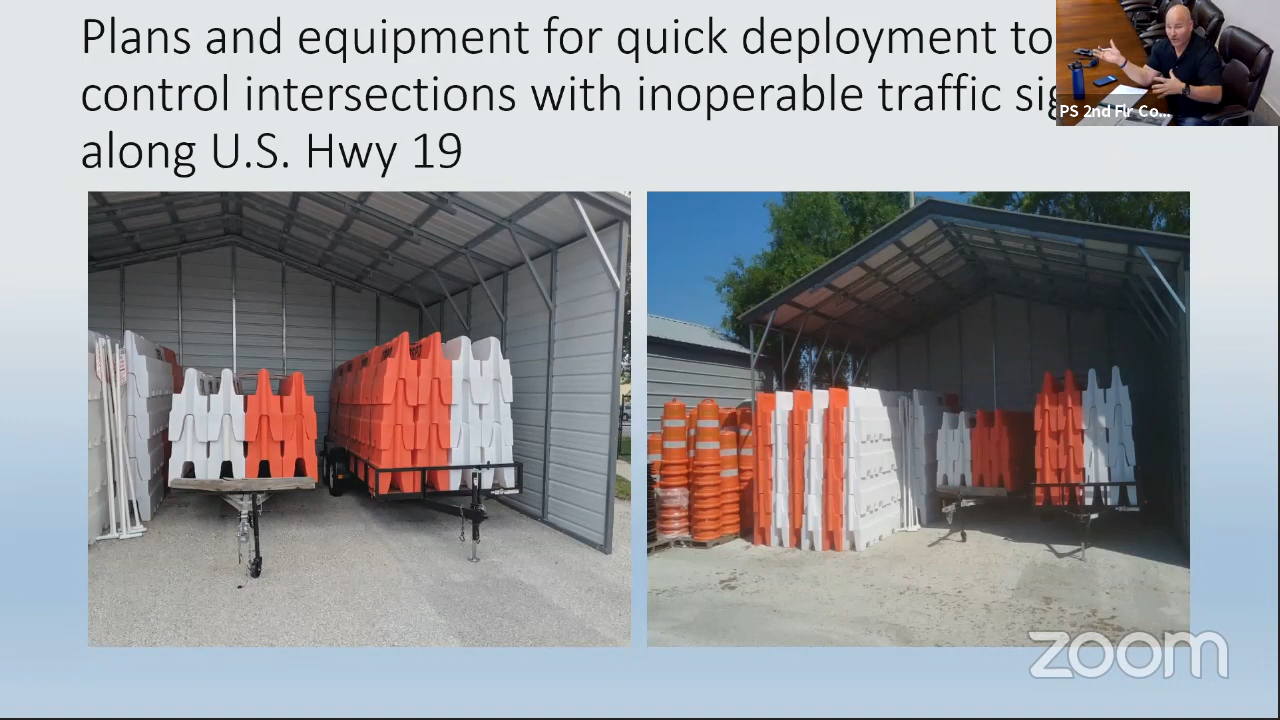 Plans and equipment for quick deployment to
control intersections with inoperable traffic sig
along U.S. Hwy 19
PS 2nd Flr Co...
zoom